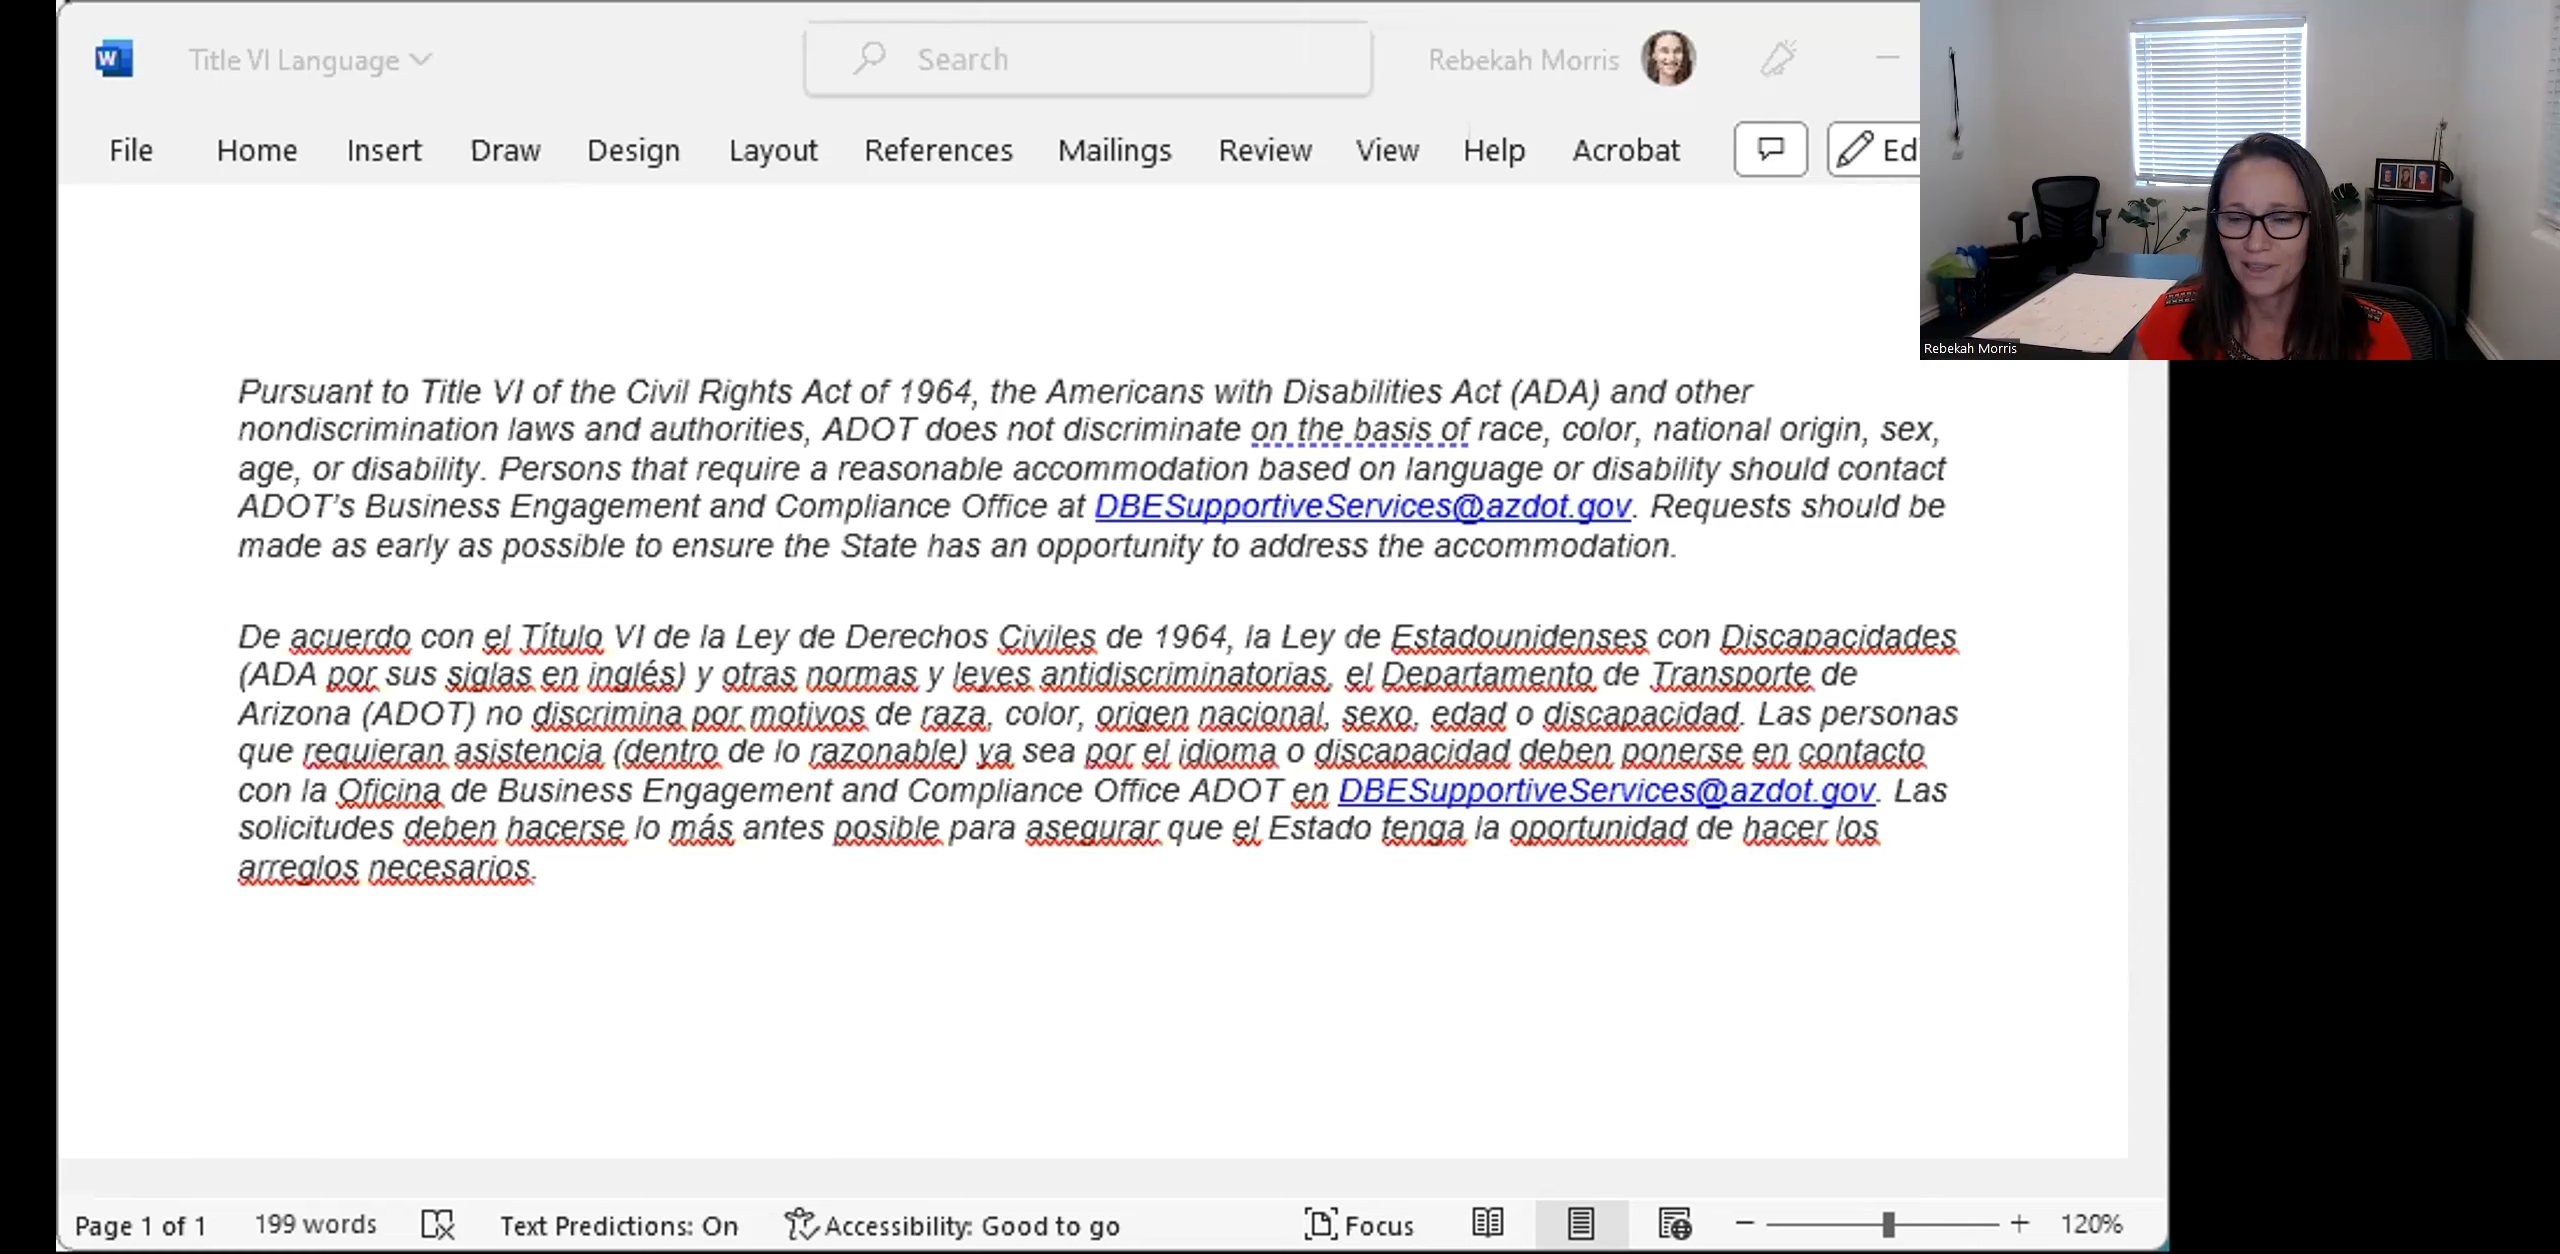 Title VI Language
Search
Rebekah Morris
File Home Insert Draw Design Layout References Mailings Review View Help Acrobat
Rebekah Morris
Pursuant to Title VI of the Civil Rights Act of 1964, the Americans with Disabilities Act (ADA) and other
nondiscrimination laws and authorities, ADOT does not discriminate on the basis of race, color, national origin, sex,
age, or disability. Persons that require a reasonable accommodation based on language or disability should contact
ADOT’s Business Engagement and Compliance Office at DBESupportiveServices@azdot.gov. Requests should be
made as early as possible to ensure the State has an opportunity to address the accommodation.
De acuerdo con el Título VI de la Ley de Derechos Civiles de 1964, la Ley de Estadounidenses con Discapacidades
(ADA por sus siglas en inglés) y otras normas y leyes antidiscriminatorias, el Departamento de Transporte de
Arizona (ADOT) no discrimina por motivos de raza, color, origen nacional, sexo, edad o discapacidad. Las personas
que requieran asistencia (dentro de lo razonable) ya sea por el idioma o discapacidad deben ponerse en contacto
con la Oficina de Business Engagement and Compliance Office ADOT en DBESupportiveServices@azdot.gov. Las
solicitudes deben hacerse lo más antes posible para asegurar que el Estado tenga la oportunidad de hacer los
arreglos necesarios.
Page 1 of 1 199 words Text Predictions: On Accessibility: Good to go Focus 120%